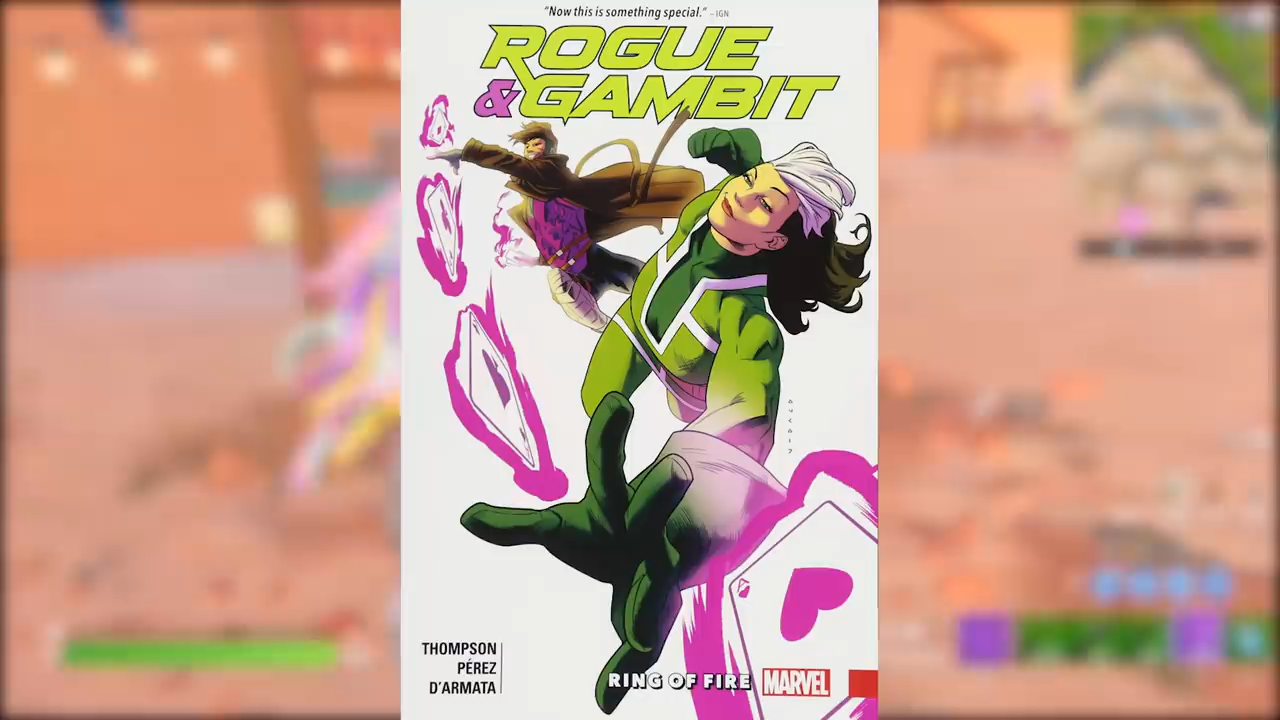 "Now this is something special." – IGN
ROGUE
& GAMBIT
THOMPSON
PÉREZ
D'ARMATA
RING OF FIRE
MARVEL